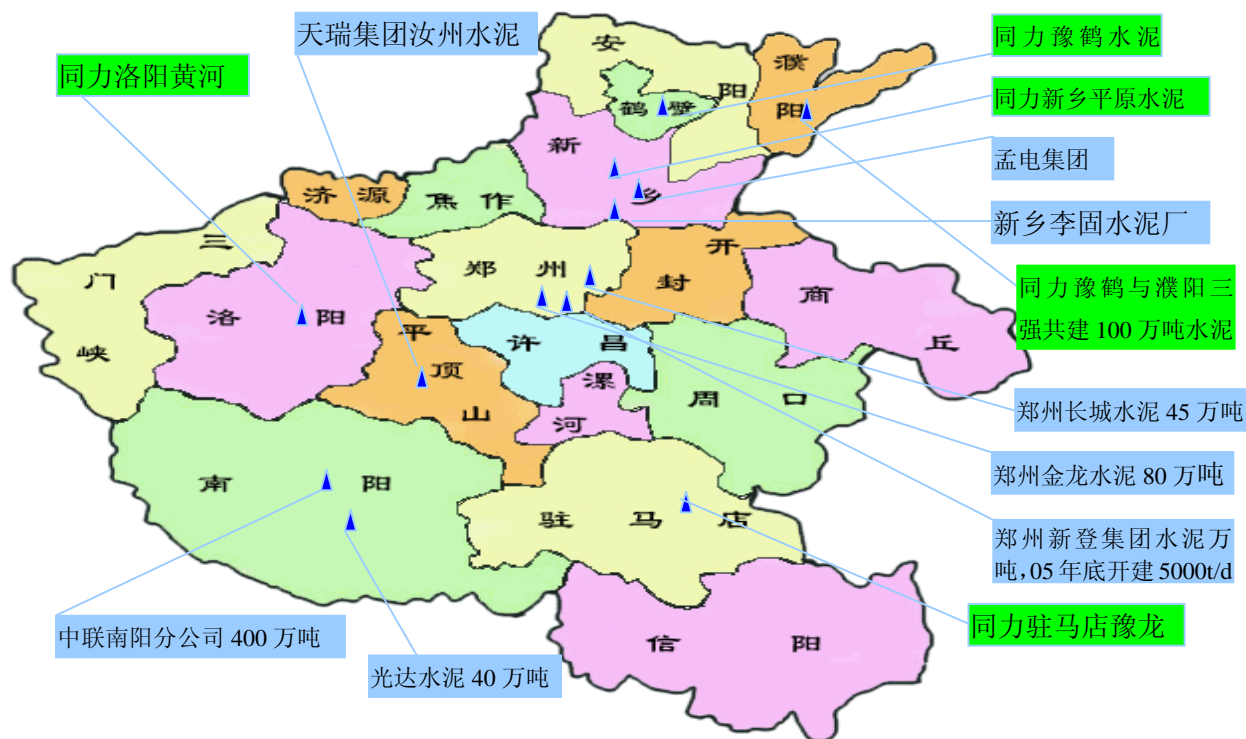 天瑞集团汝州水泥
同力洛阳黄河
同力豫鹤水泥
同力新乡平原水泥
孟电集团
新乡李固水泥厂
同力豫鹤与濮阳三
强共建 100 万吨水泥
郑州长城水泥 45 万吨
郑州金龙水泥 80 万吨
郑州新登集团水泥万
吨，05 年底开建 5000t/d
同力驻马店豫龙
中联南阳分公司 400 万吨
光达水泥 40 万吨
安阳
鹤壁
濮阳
新乡
济源
焦作
三门峡
洛阳
郑州
开封
商丘
平顶山
许昌
漯河
周口
南阳
驻马店
信阳